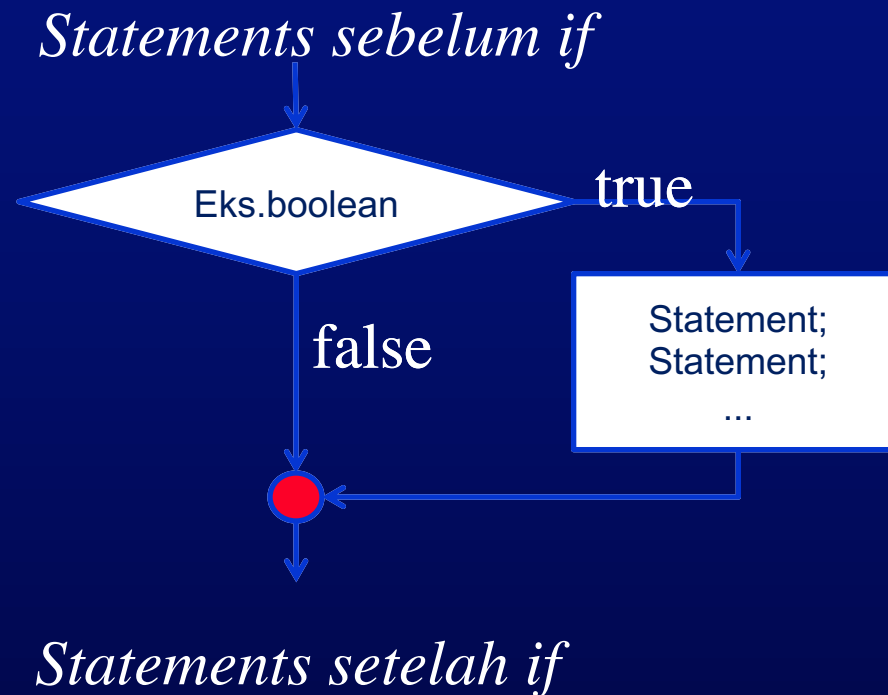 Statements sebelum if
Eks.boolean
true
false
Statement;
Statement;
...
Statements setelah if